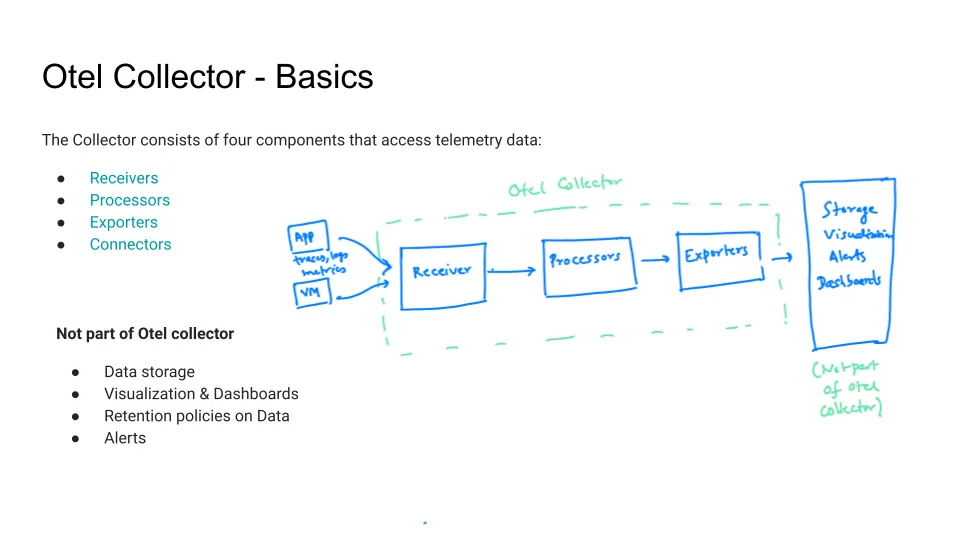 Otel Collector - Basics
The Collector consists of four components that access telemetry data:
● Receivers
● Processors
● Exporters
● Connectors
Not part of Otel collector
● Data storage
● Visualization & Dashboards
● Retention policies on Data
● Alerts
Otel Collector
App
traces, logs
metrics
VM
Receiver
Processors
Exporters
Storage
Visualization
Alerts
Dashboards
(Not part
of otel
collector)